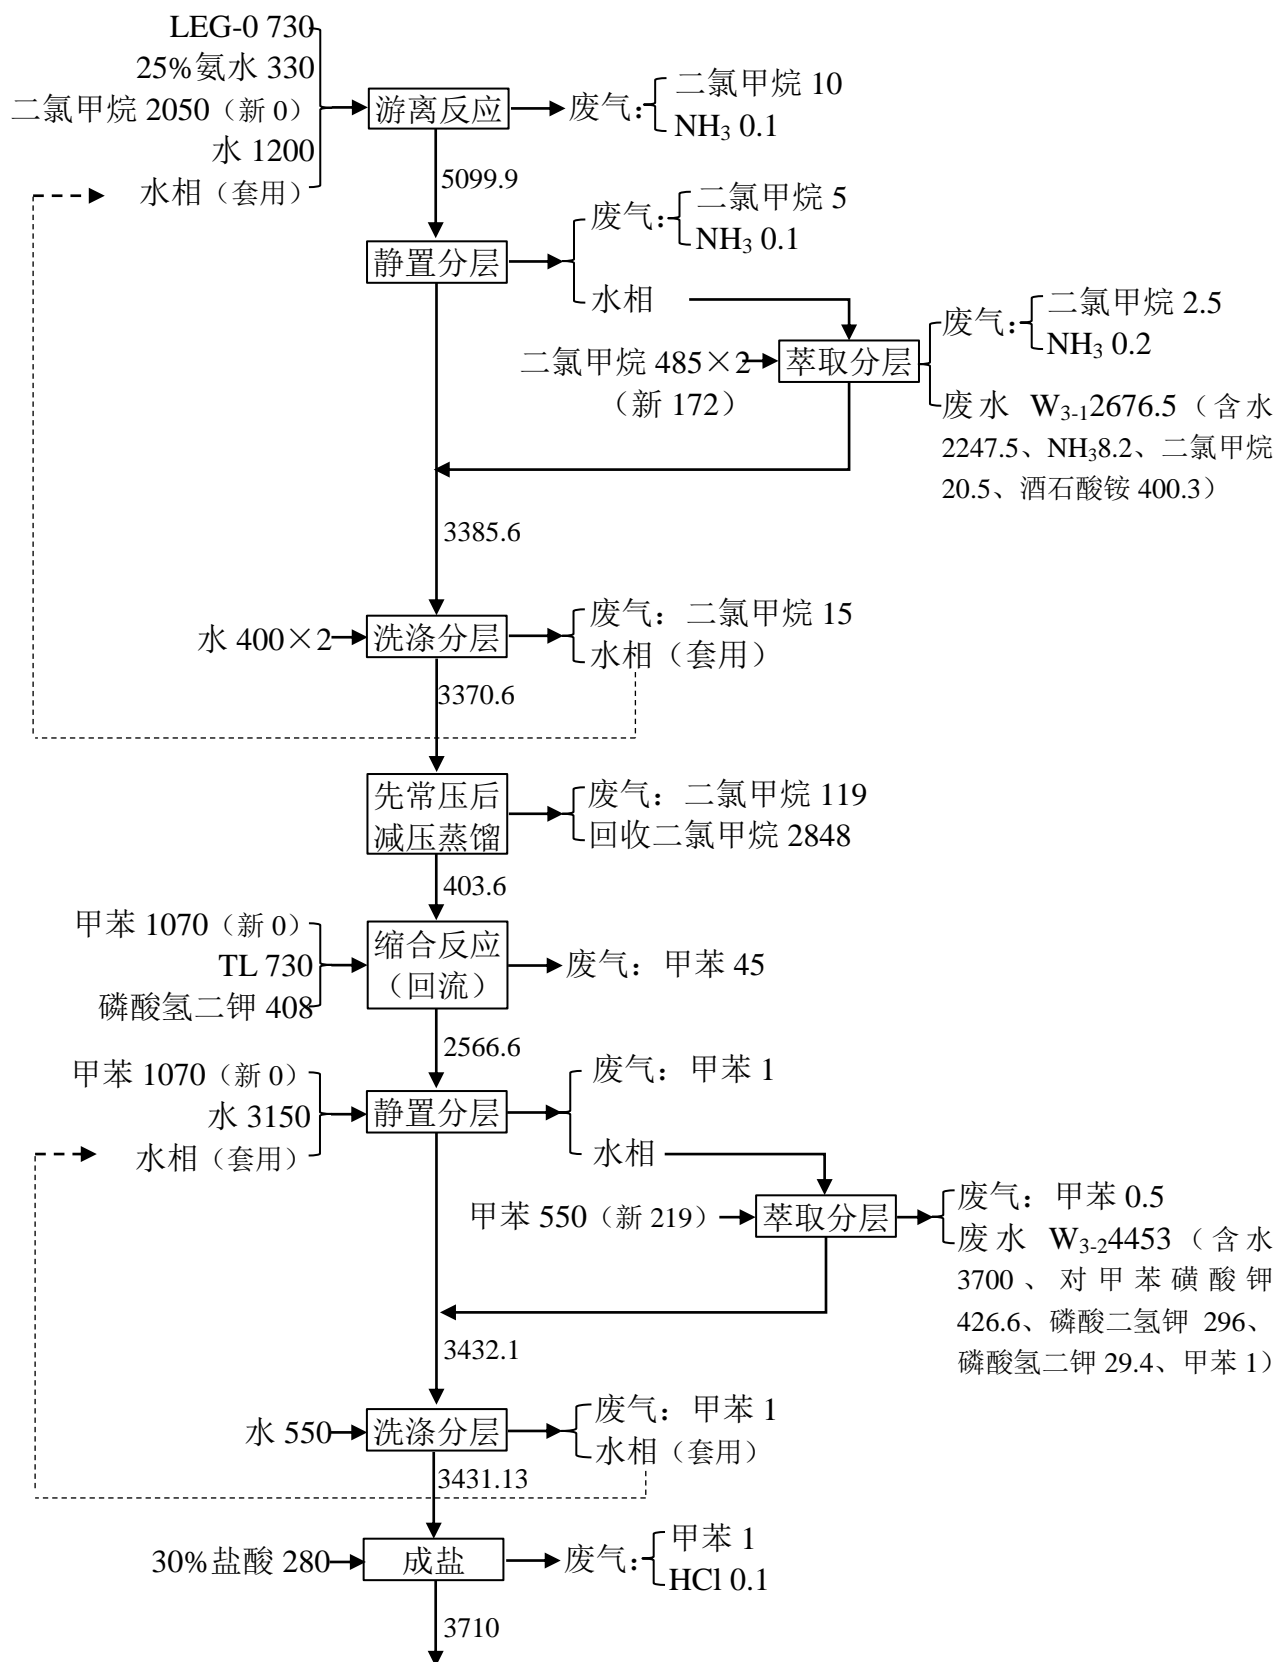 LEG-0 730
25%氨水 330
二氯甲烷 2050（新 0）
水 1200
水相（套用）
游离反应
废气：
二氯甲烷 10
NH₃ 0.1
5099.9
静置分层
废气：
二氯甲烷 5
NH₃ 0.1
水相
二氯甲烷 485×2
（新 172）
萃取分层
废气：
二氯甲烷 2.5
NH₃ 0.2
废水 W₃₋₁2676.5（含水
2247.5、NH₃8.2、二氯甲烷
20.5、酒石酸铵 400.3）
3385.6
水 400×2
洗涤分层
废气：二氯甲烷 15
水相（套用）
3370.6
先常压后
减压蒸馏
废气：二氯甲烷 119
回收二氯甲烷 2848
403.6
甲苯 1070（新 0）
TL 730
磷酸氢二钾 408
缩合反应
（回流）
废气：甲苯 45
2566.6
甲苯 1070（新 0）
水 3150
水相（套用）
静置分层
废气：甲苯 1
水相
甲苯 550（新 219）
萃取分层
废气：甲苯 0.5
废水 W₃₋₂4453（含水
3700、对甲苯磺酸钾
426.6、磷酸二氢钾 296、
磷酸氢二钾 29.4、甲苯 1）
3432.1
水 550
洗涤分层
废气：甲苯 1
水相（套用）
3431.13
30%盐酸 280
成盐
废气：
甲苯 1
HCl 0.1
3710